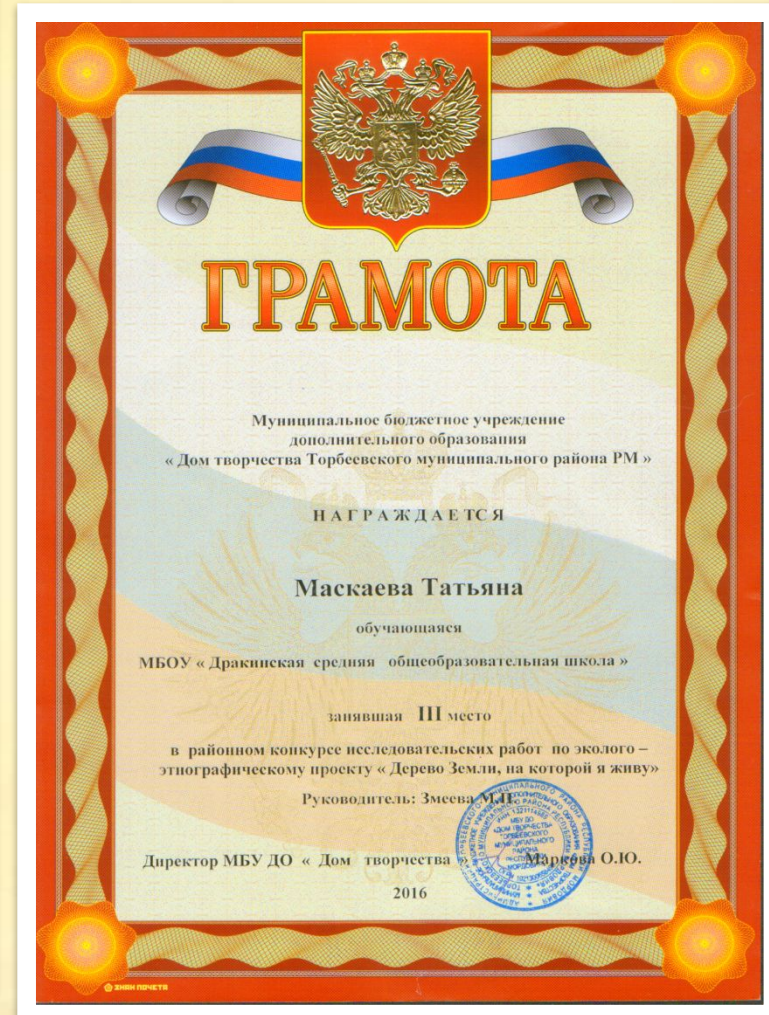 ГРАМОТА
Муниципальное бюджетное учреждение
дополнительного образования
« Дом творчества Торбеевского муниципального района РМ »
НАГРАЖДАЕТСЯ
Маскаева Татьяна
обучающаяся
МБОУ « Дракинская средняя общеобразовательная школа »
занявшая III место
в районном конкурсе исследовательских работ по эколого –
этнографическому проекту « Дерево Земли, на которой я живу»
Руководитель: Змеева М.П.
Директор МБУ ДО « Дом творчества » Маркова О.Ю.
2016
ЗНАК ПОЧЕТА